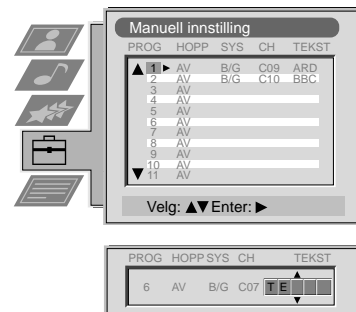 Manuell innstilling
PROG HOPP SYS CH TEKST
1 AV B/G C09 ARD
2 AV B/G C10 BBC
3 AV
4 AV
5 AV
6 AV
7 AV
8 AV
9 AV
10 AV
11 AV
Velg: ▲▼ Enter: ▶
PROG HOPP SYS CH TEKST
6 AV B/G C07 T E